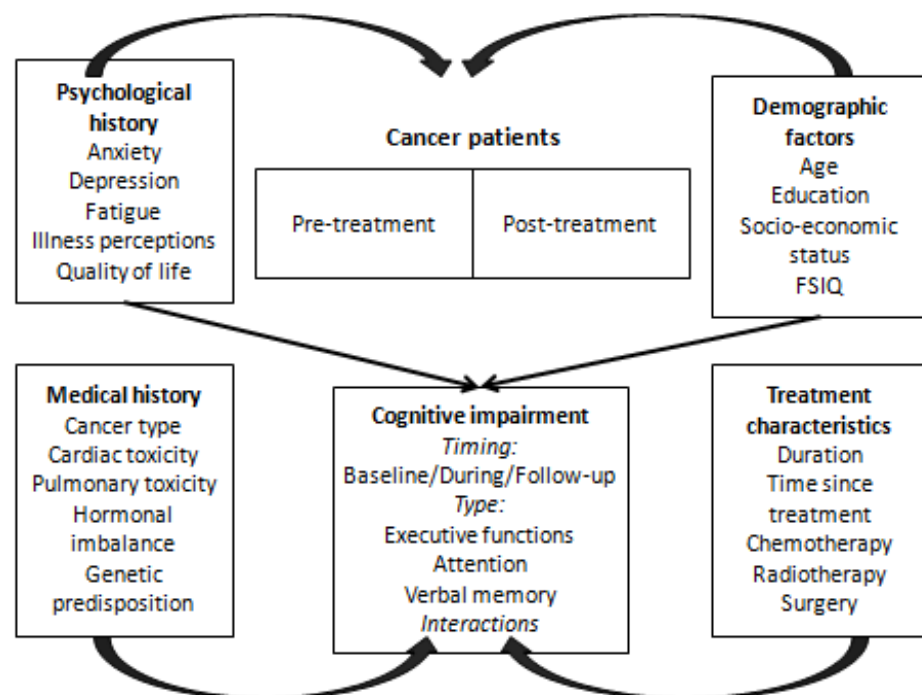 Psychological
history
Anxiety
Depression
Fatigue
Illness perceptions
Quality of life
Cancer patients
Pre-treatment
Post-treatment
Demographic
factors
Age
Education
Socio-economic
status
FSIQ
Medical history
Cancer type
Cardiac toxicity
Pulmonary toxicity
Hormonal
imbalance
Genetic
predisposition
Cognitive impairment
Timing:
Baseline/During/Follow-up
Type:
Executive functions
Attention
Verbal memory
Interactions
Treatment
characteristics
Duration
Time since
treatment
Chemotherapy
Radiotherapy
Surgery